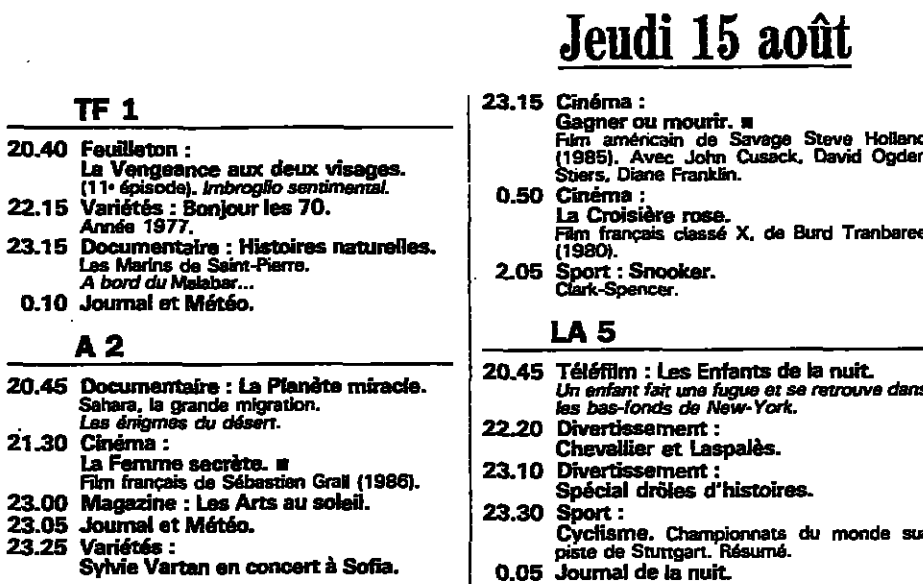 Jeudi 15 août
TF 1
20.40 Feuilleton :
La Vengeance aux deux visages.
(11e épisode). Imbroglio sentimental.
22.15 Variétés : Bonjour les 70.
Année 1977.
23.15 Documentaire : Histoires naturelles.
Les Marins de Saint-Pierre.
A bord du Malabar...
0.10 Journal et Météo.
A 2
20.45 Documentaire : La Planète miracle.
Sahara, la grande migration.
Les énigmes du désert.
21.30 Cinéma :
La Femme secrète. ■
Film français de Sébastien Grall (1986).
23.00 Magazine : Les Arts au soleil.
23.05 Journal et Météo.
23.25 Variétés :
Sylvie Vartan en concert à Sofia.
23.15 Cinéma :
Gagner ou mourir. ■
Film américain de Savage Steve Holland
(1985). Avec John Cusack, David Ogden
Stiers, Diane Franklin.
0.50 Cinéma :
La Croisière rose.
Film français classé X, de Burd Tranbaree
(1980).
2.05 Sport : Snooker.
Clark-Spencer.
LA 5
20.45 Téléfilm : Les Enfants de la nuit.
Un enfant fait une fugue et se retrouve dans
les bas-fonds de New-York.
22.20 Divertissement :
Chevallier et Laspalès.
23.10 Divertissement :
Spécial drôles d'histoires.
23.30 Sport :
Cyclisme. Championnats du monde sur
piste de Stuttgart. Résumé.
0.05 Journal de la nuit.